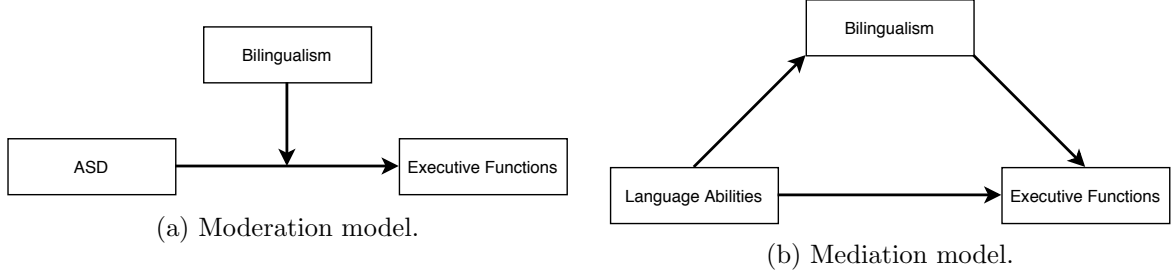 Bilingualism
ASD
Executive Functions
(a) Moderation model.
Bilingualism
Language Abilities
Executive Functions
(b) Mediation model.